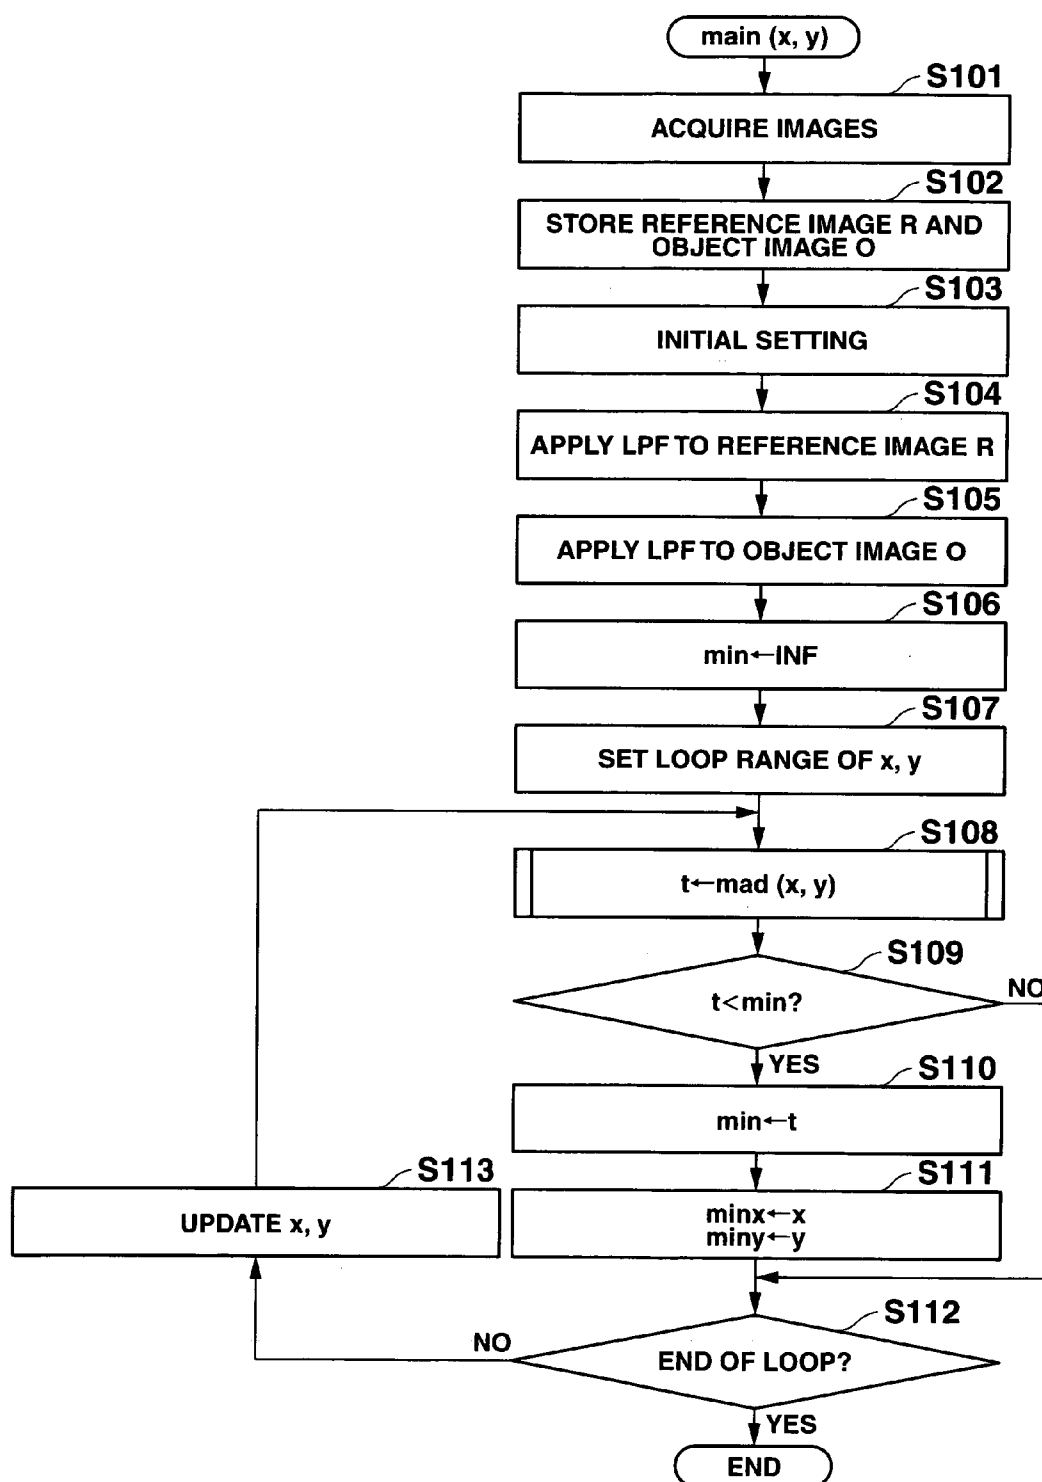 main (x, y)
S101
ACQUIRE IMAGES
S102
STORE REFERENCE IMAGE R AND
OBJECT IMAGE O
S103
INITIAL SETTING
S104
APPLY LPF TO REFERENCE IMAGE R
S105
APPLY LPF TO OBJECT IMAGE O
S106
min←INF
S107
SET LOOP RANGE OF x, y
S108
t←mad (x, y)
S109
t<min?
NO
YES
S110
min←t
S113
UPDATE x, y
S111
minx←x
miny←y
S112
NO
END OF LOOP?
YES
END